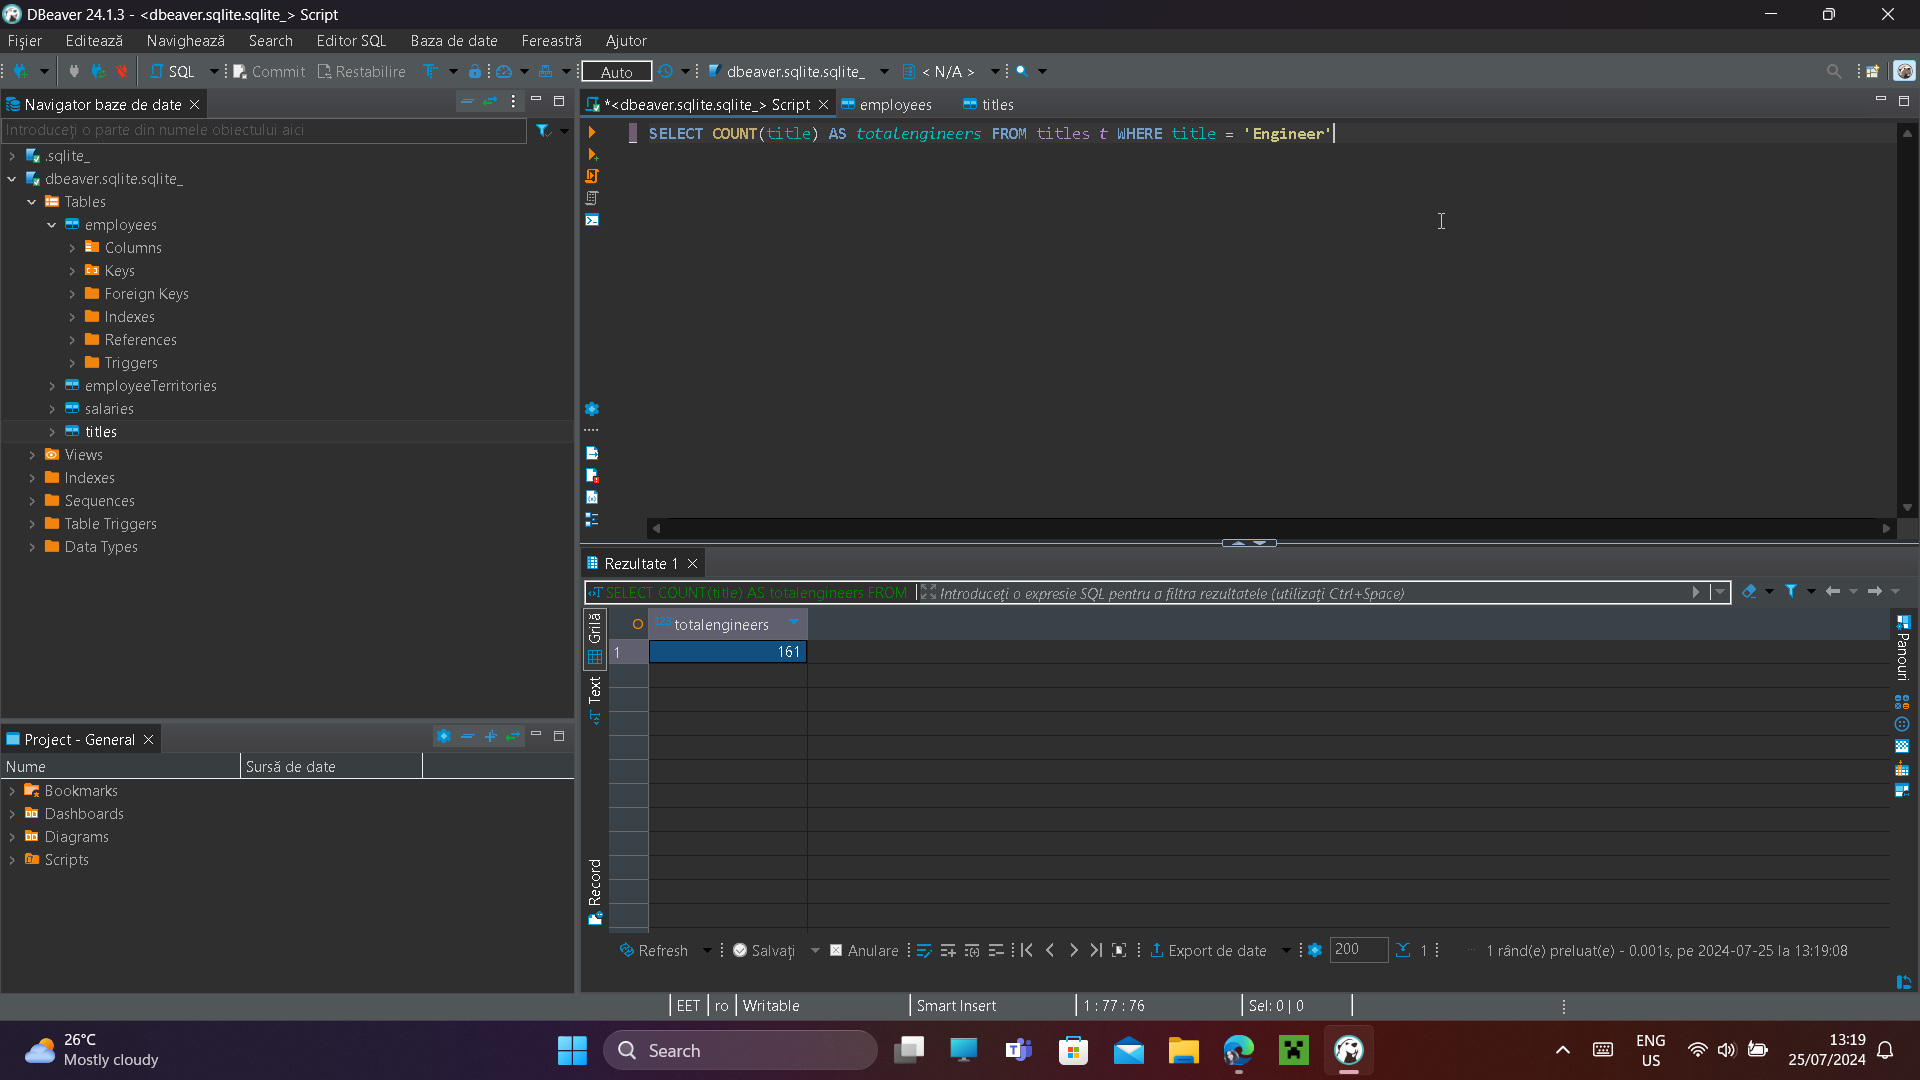 DBeaver 24.1.3 - <dbeaver.sqlite.sqlite_> Script
Fișier Editează Navighează Search Editor SQL Baza de date Fereastră Ajutor
SQL Commit Restabilire Auto dbeaver.sqlite.sqlite_ < N/A >
Navigator baze de date
Introduceți o parte din numele obiectului aici
.sqlite_
dbeaver.sqlite.sqlite_
Tables
employees
Columns
Keys
Foreign Keys
Indexes
References
Triggers
employeeTerritories
salaries
titles
Views
Indexes
Sequences
Table Triggers
Data Types
Project - General
Nume Sursă de date
Bookmarks
Dashboards
Diagrams
Scripts
*<dbeaver.sqlite.sqlite_> Script employees titles
SELECT COUNT(title) AS totalengineers FROM titles t WHERE title = 'Engineer'
Rezultate 1
SELECT COUNT(title) AS totalengineers FROM Introduceți o expresie SQL pentru a filtra rezultatele (utilizați Ctrl+Space)
Grilă
Text
Record
123 totalengineers
1 161
Panouri
Refresh Salvați Anulare Export de date 200 1 1 rând(e) preluat(e) - 0.001s, pe 2024-07-25 la 13:19:08
EET ro Writable Smart Insert 1 : 77 : 76 Sel: 0 | 0
26°C
Mostly cloudy
Search
ENG
US
13:19
25/07/2024